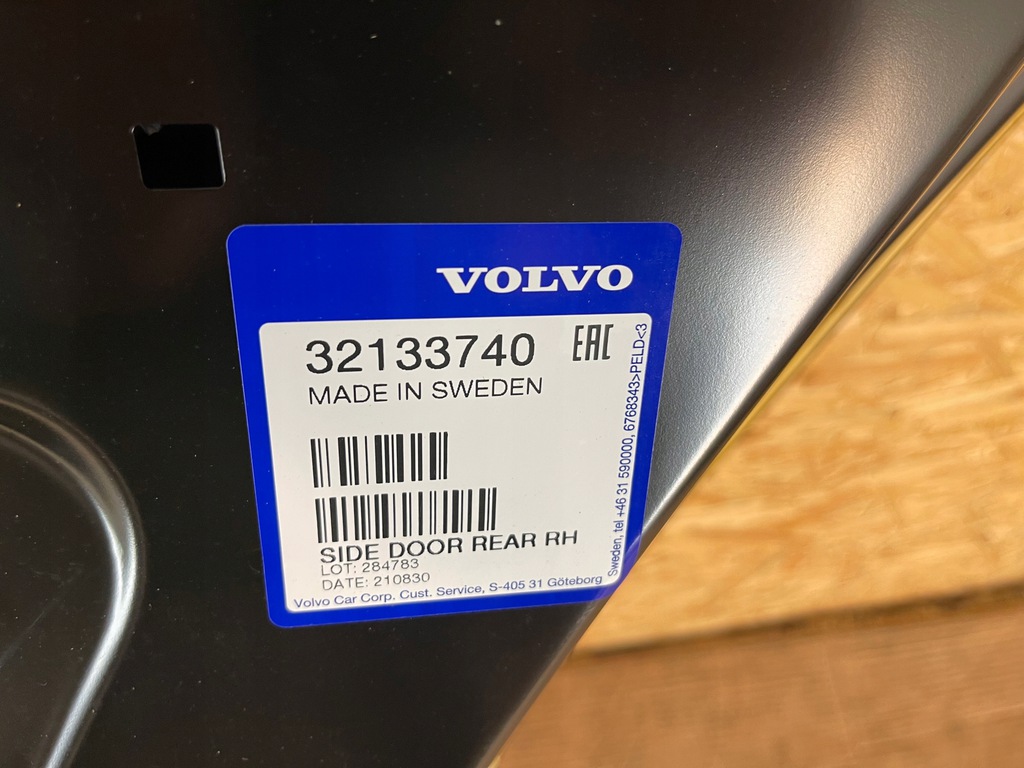 VOLVO
32133740 EAC
MADE IN SWEDEN
SIDE DOOR REAR RH
LOT: 284783
DATE: 210830
Volvo Car Corp. Cust. Service, S-405 31 Göteborg
Sweden, tel +46 31 590000, 6768343>PELD<3